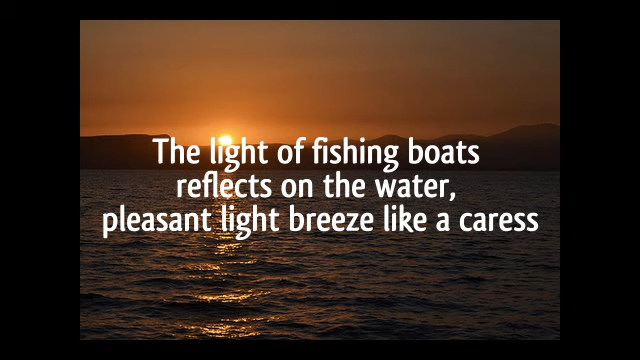 The light of fishing boats
reflects on the water,
pleasant light breeze like a caress